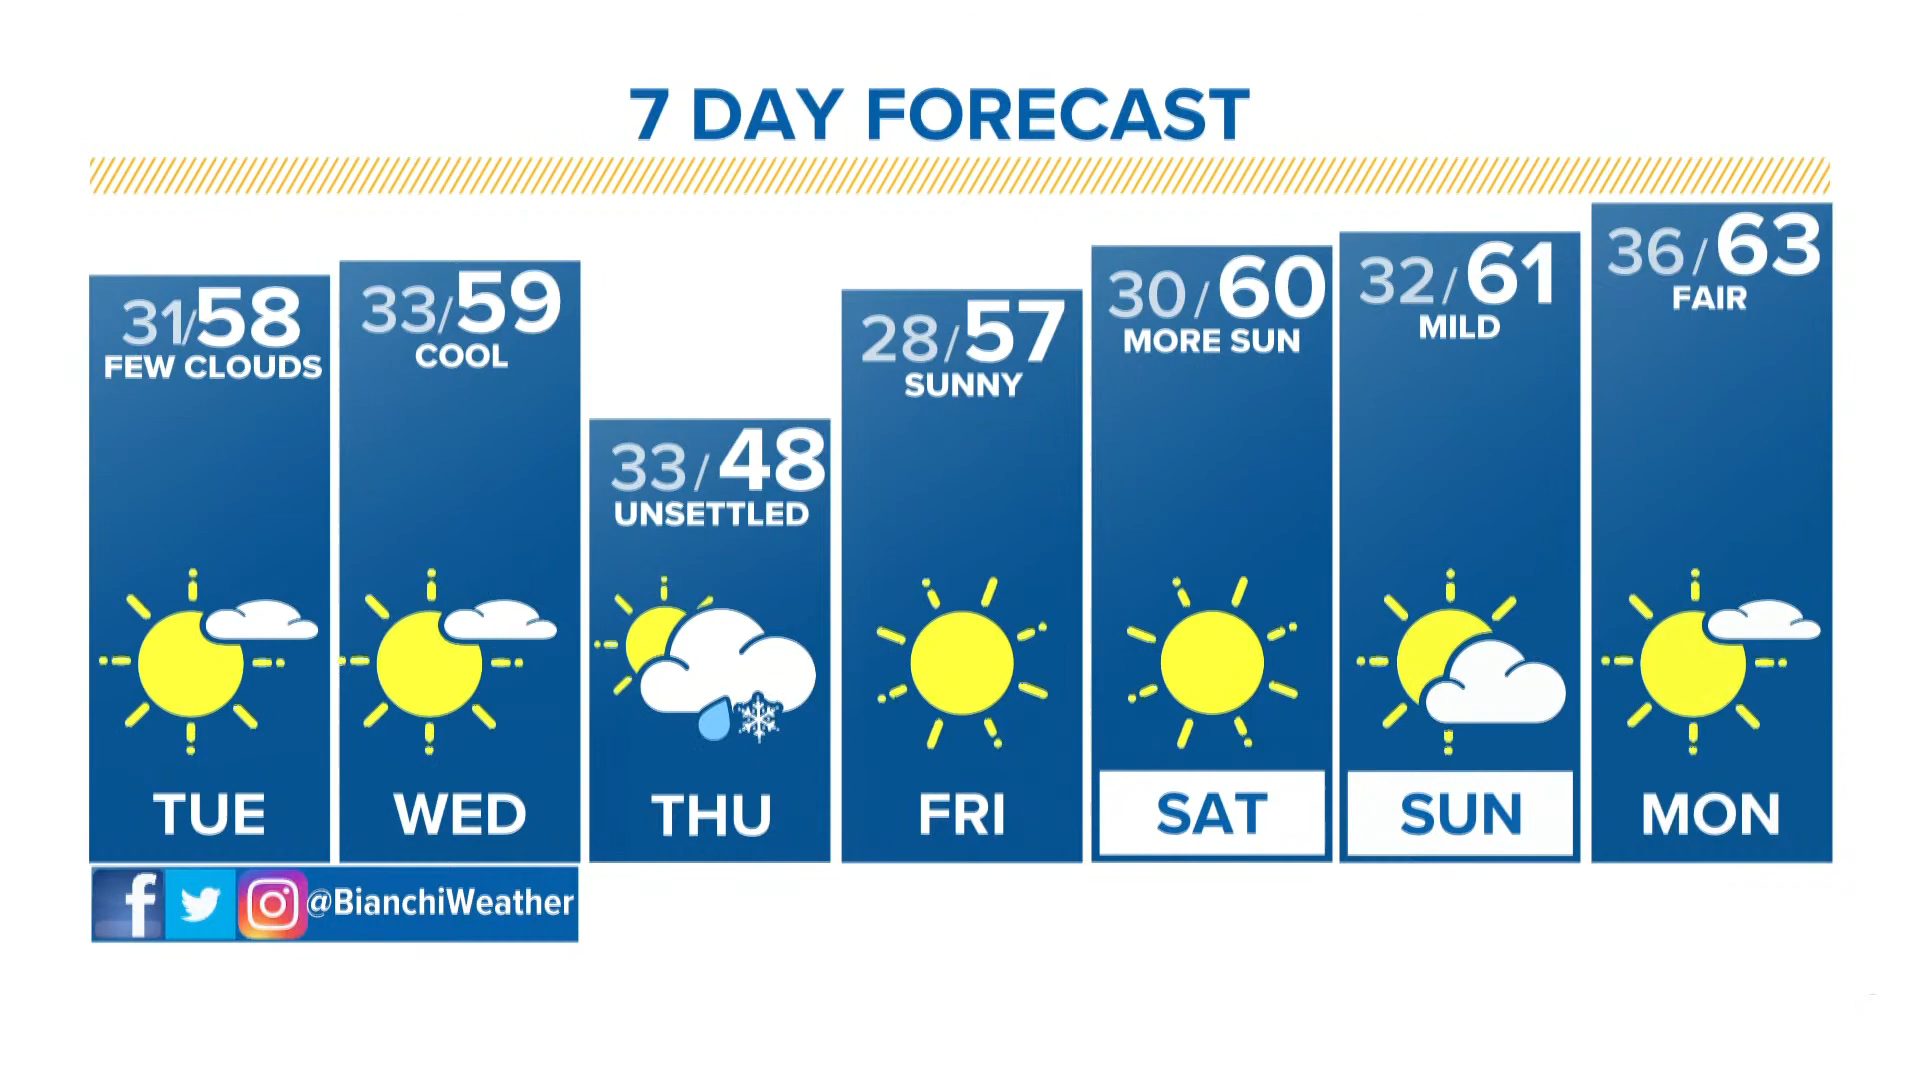 7 DAY FORECAST
31/58
FEW CLOUDS
TUE
33/59
COOL
WED
33/48
UNSETTLED
THU
28/57
SUNNY
FRI
30/60
MORE SUN
SAT
32/61
MILD
SUN
36/63
FAIR
MON
f @BianchiWeather